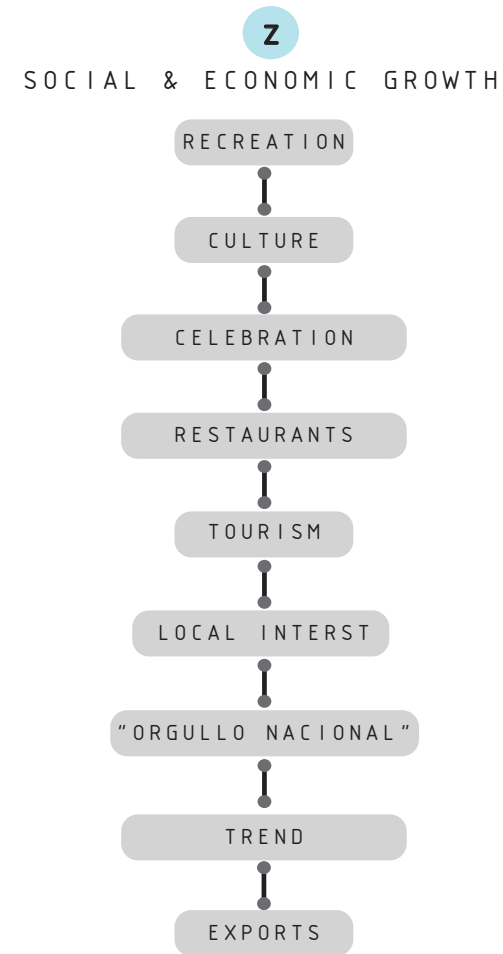 Z
SOCIAL & ECONOMIC GROWTH
RECREATION
CULTURE
CELEBRATION
RESTAURANTS
TOURISM
LOCAL INTERST
"ORGULLO NACIONAL"
TREND
EXPORTS